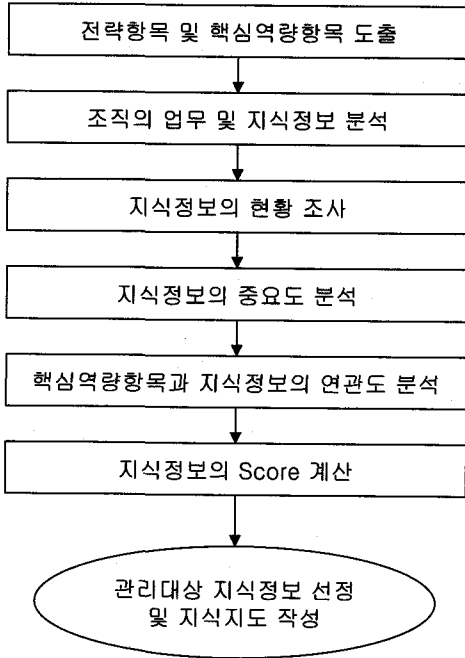 전략항목 및 핵심역량항목 도출
조직의 업무 및 지식정보 분석
지식정보의 현황 조사
지식정보의 중요도 분석
핵심역량항목과 지식정보의 연관도 분석
지식정보의 Score 계산
관리대상 지식정보 선정
및 지식지도 작성